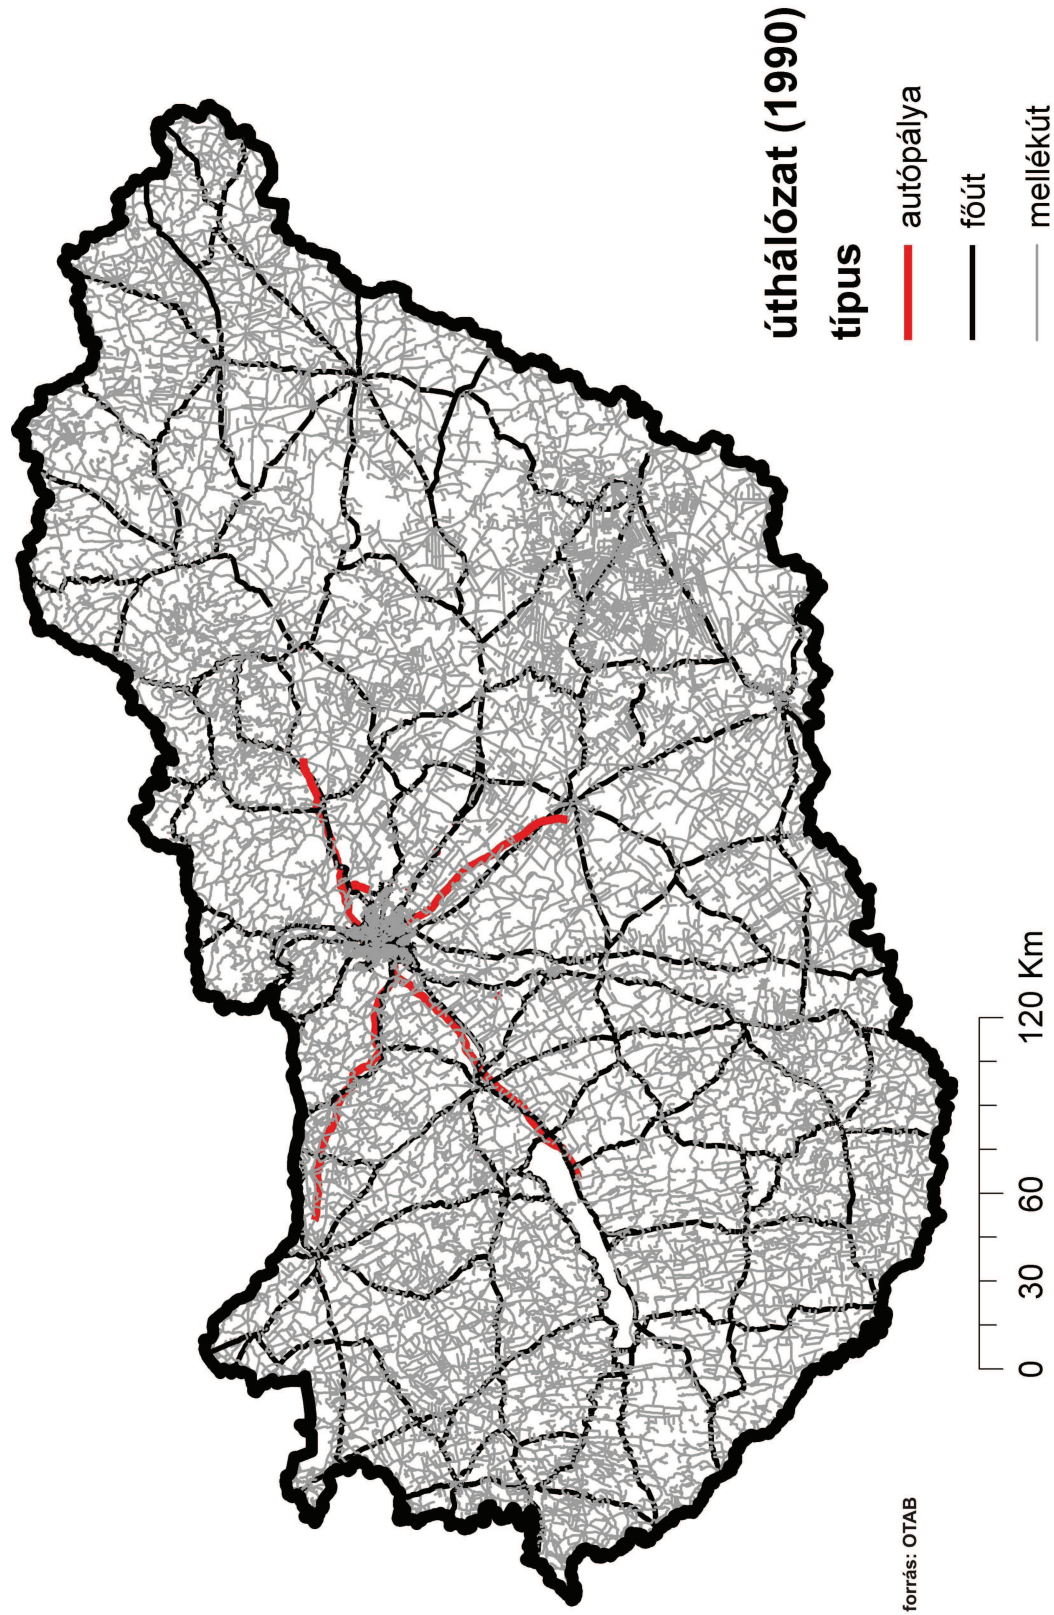 úthálózat (1990)
típus
autópálya
főút
mellékút
0 30 60 120 Km
forrás: OTAB